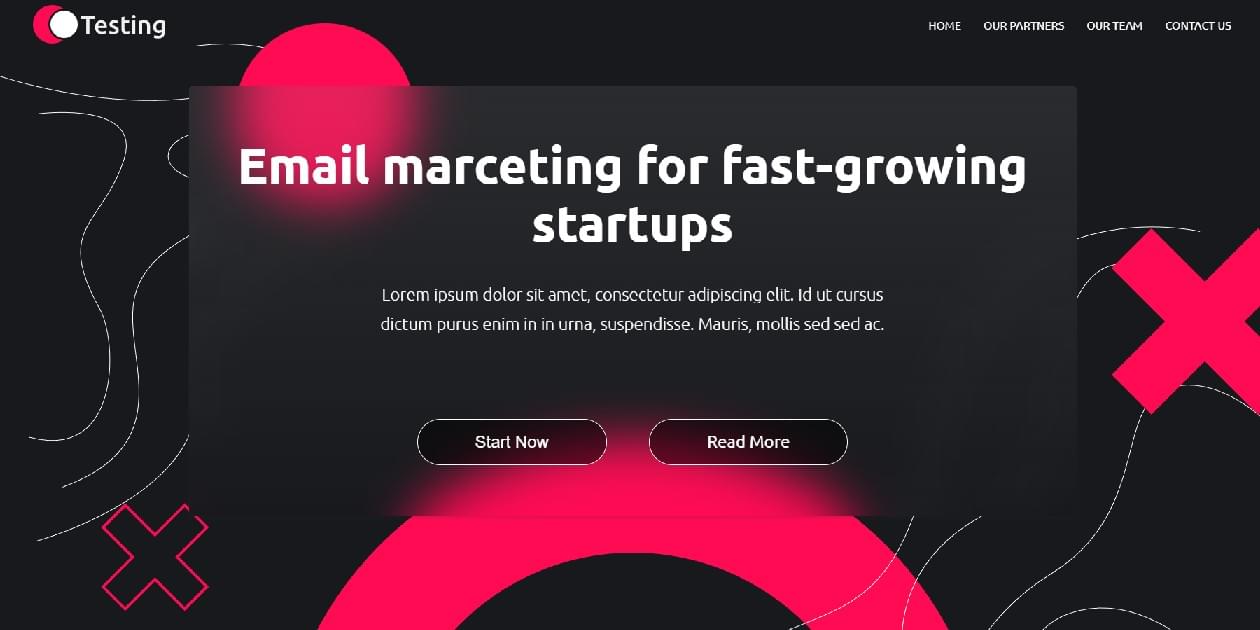 Testing
HOME OUR PARTNERS OUR TEAM CONTACT US
Email marceting for fast-growing
startups
Lorem ipsum dolor sit amet, consectetur adipiscing elit. Id ut cursus
dictum purus enim in in urna, suspendisse. Mauris, mollis sed sed ac.
Start Now Read More